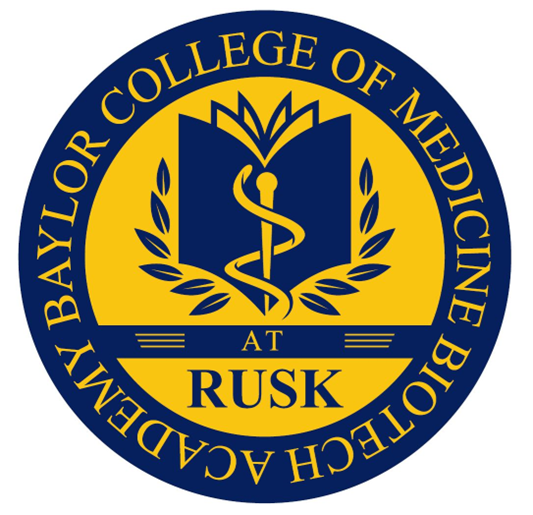 BAYLOR COLLEGE OF MEDICINE BIOTECH ACADEMY
AT
RUSK